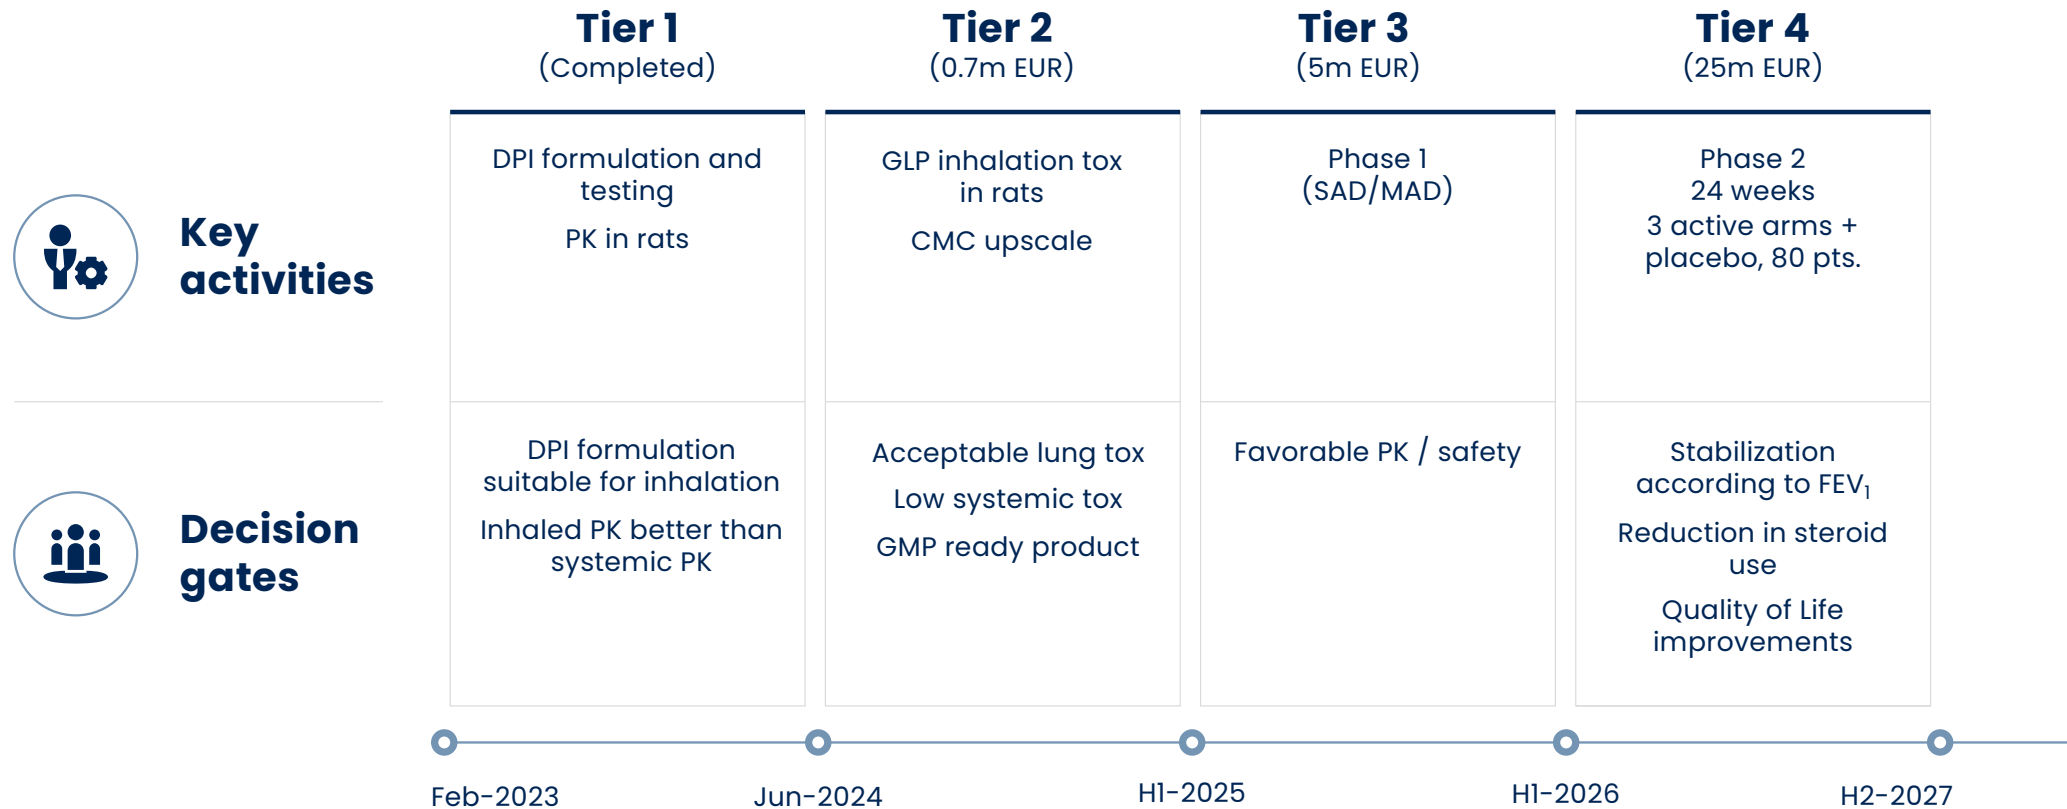 Tier 1
(Completed)
Tier 2
(0.7m EUR)
Tier 3
(5m EUR)
Tier 4
(25m EUR)
Key
activities
DPI formulation and
testing
PK in rats
GLP inhalation tox
in rats
CMC upscale
Phase 1
(SAD/MAD)
Phase 2
24 weeks
3 active arms +
placebo, 80 pts.
Decision
gates
DPI formulation
suitable for inhalation
Inhaled PK better than
systemic PK
Acceptable lung tox
Low systemic tox
GMP ready product
Favorable PK / safety
Stabilization
according to FEV₁
Reduction in steroid
use
Quality of Life
improvements
Feb-2023
Jun-2024
H1-2025
H1-2026
H2-2027